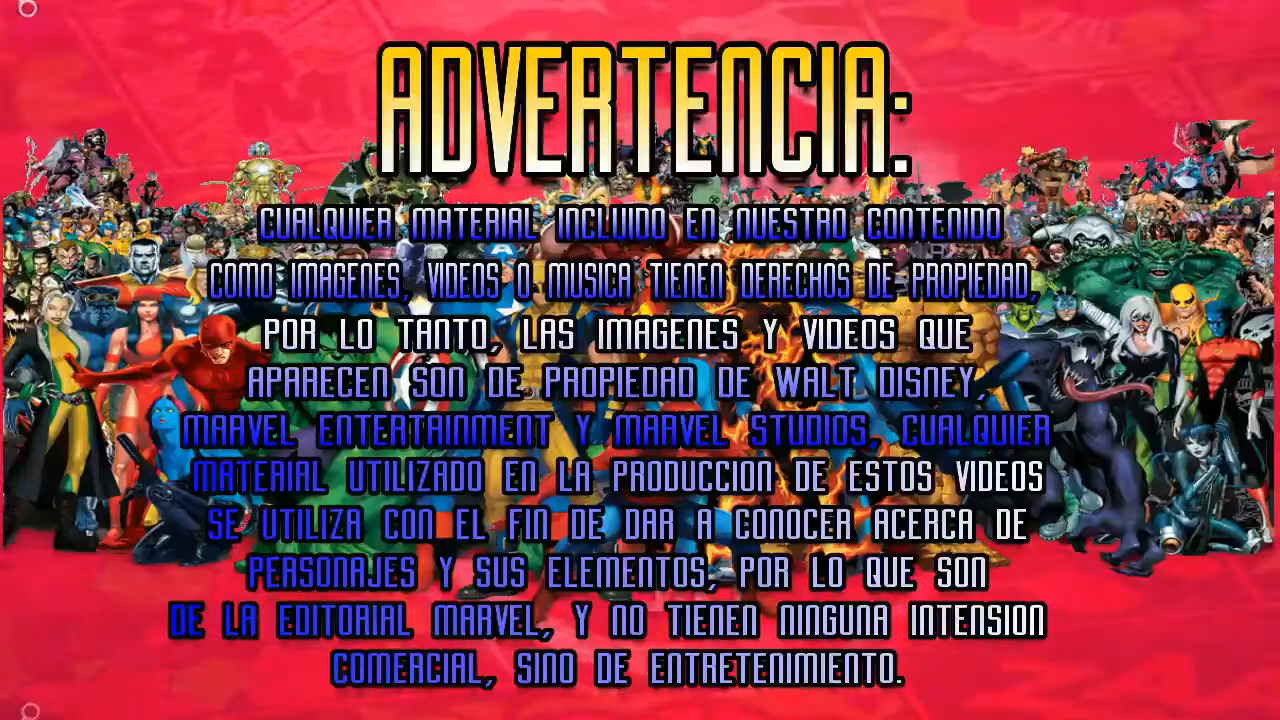 ADVERTENCIA:
CUALQUIER MATERIAL INCLUIDO EN NUESTRO CONTENIDO
COMO IMAGENES, VIDEOS O MUSICA TIENEN DERECHOS DE PROPIEDAD,
POR LO TANTO, LAS IMAGENES Y VIDEOS QUE
APARECEN SON DE PROPIEDAD DE WALT DISNEY,
MARVEL ENTERTAINMENT Y MARVEL STUDIOS, CUALQUIER
MATERIAL UTILIZADO EN LA PRODUCCION DE ESTOS VIDEOS
SE UTILIZA CON EL FIN DE DAR A CONOCER ACERCA DE
PERSONAJES Y SUS ELEMENTOS, POR LO QUE SON
DE LA EDITORIAL MARVEL, Y NO TIENEN NINGUNA INTENSION
COMERCIAL, SINO DE ENTRETENIMIENTO.